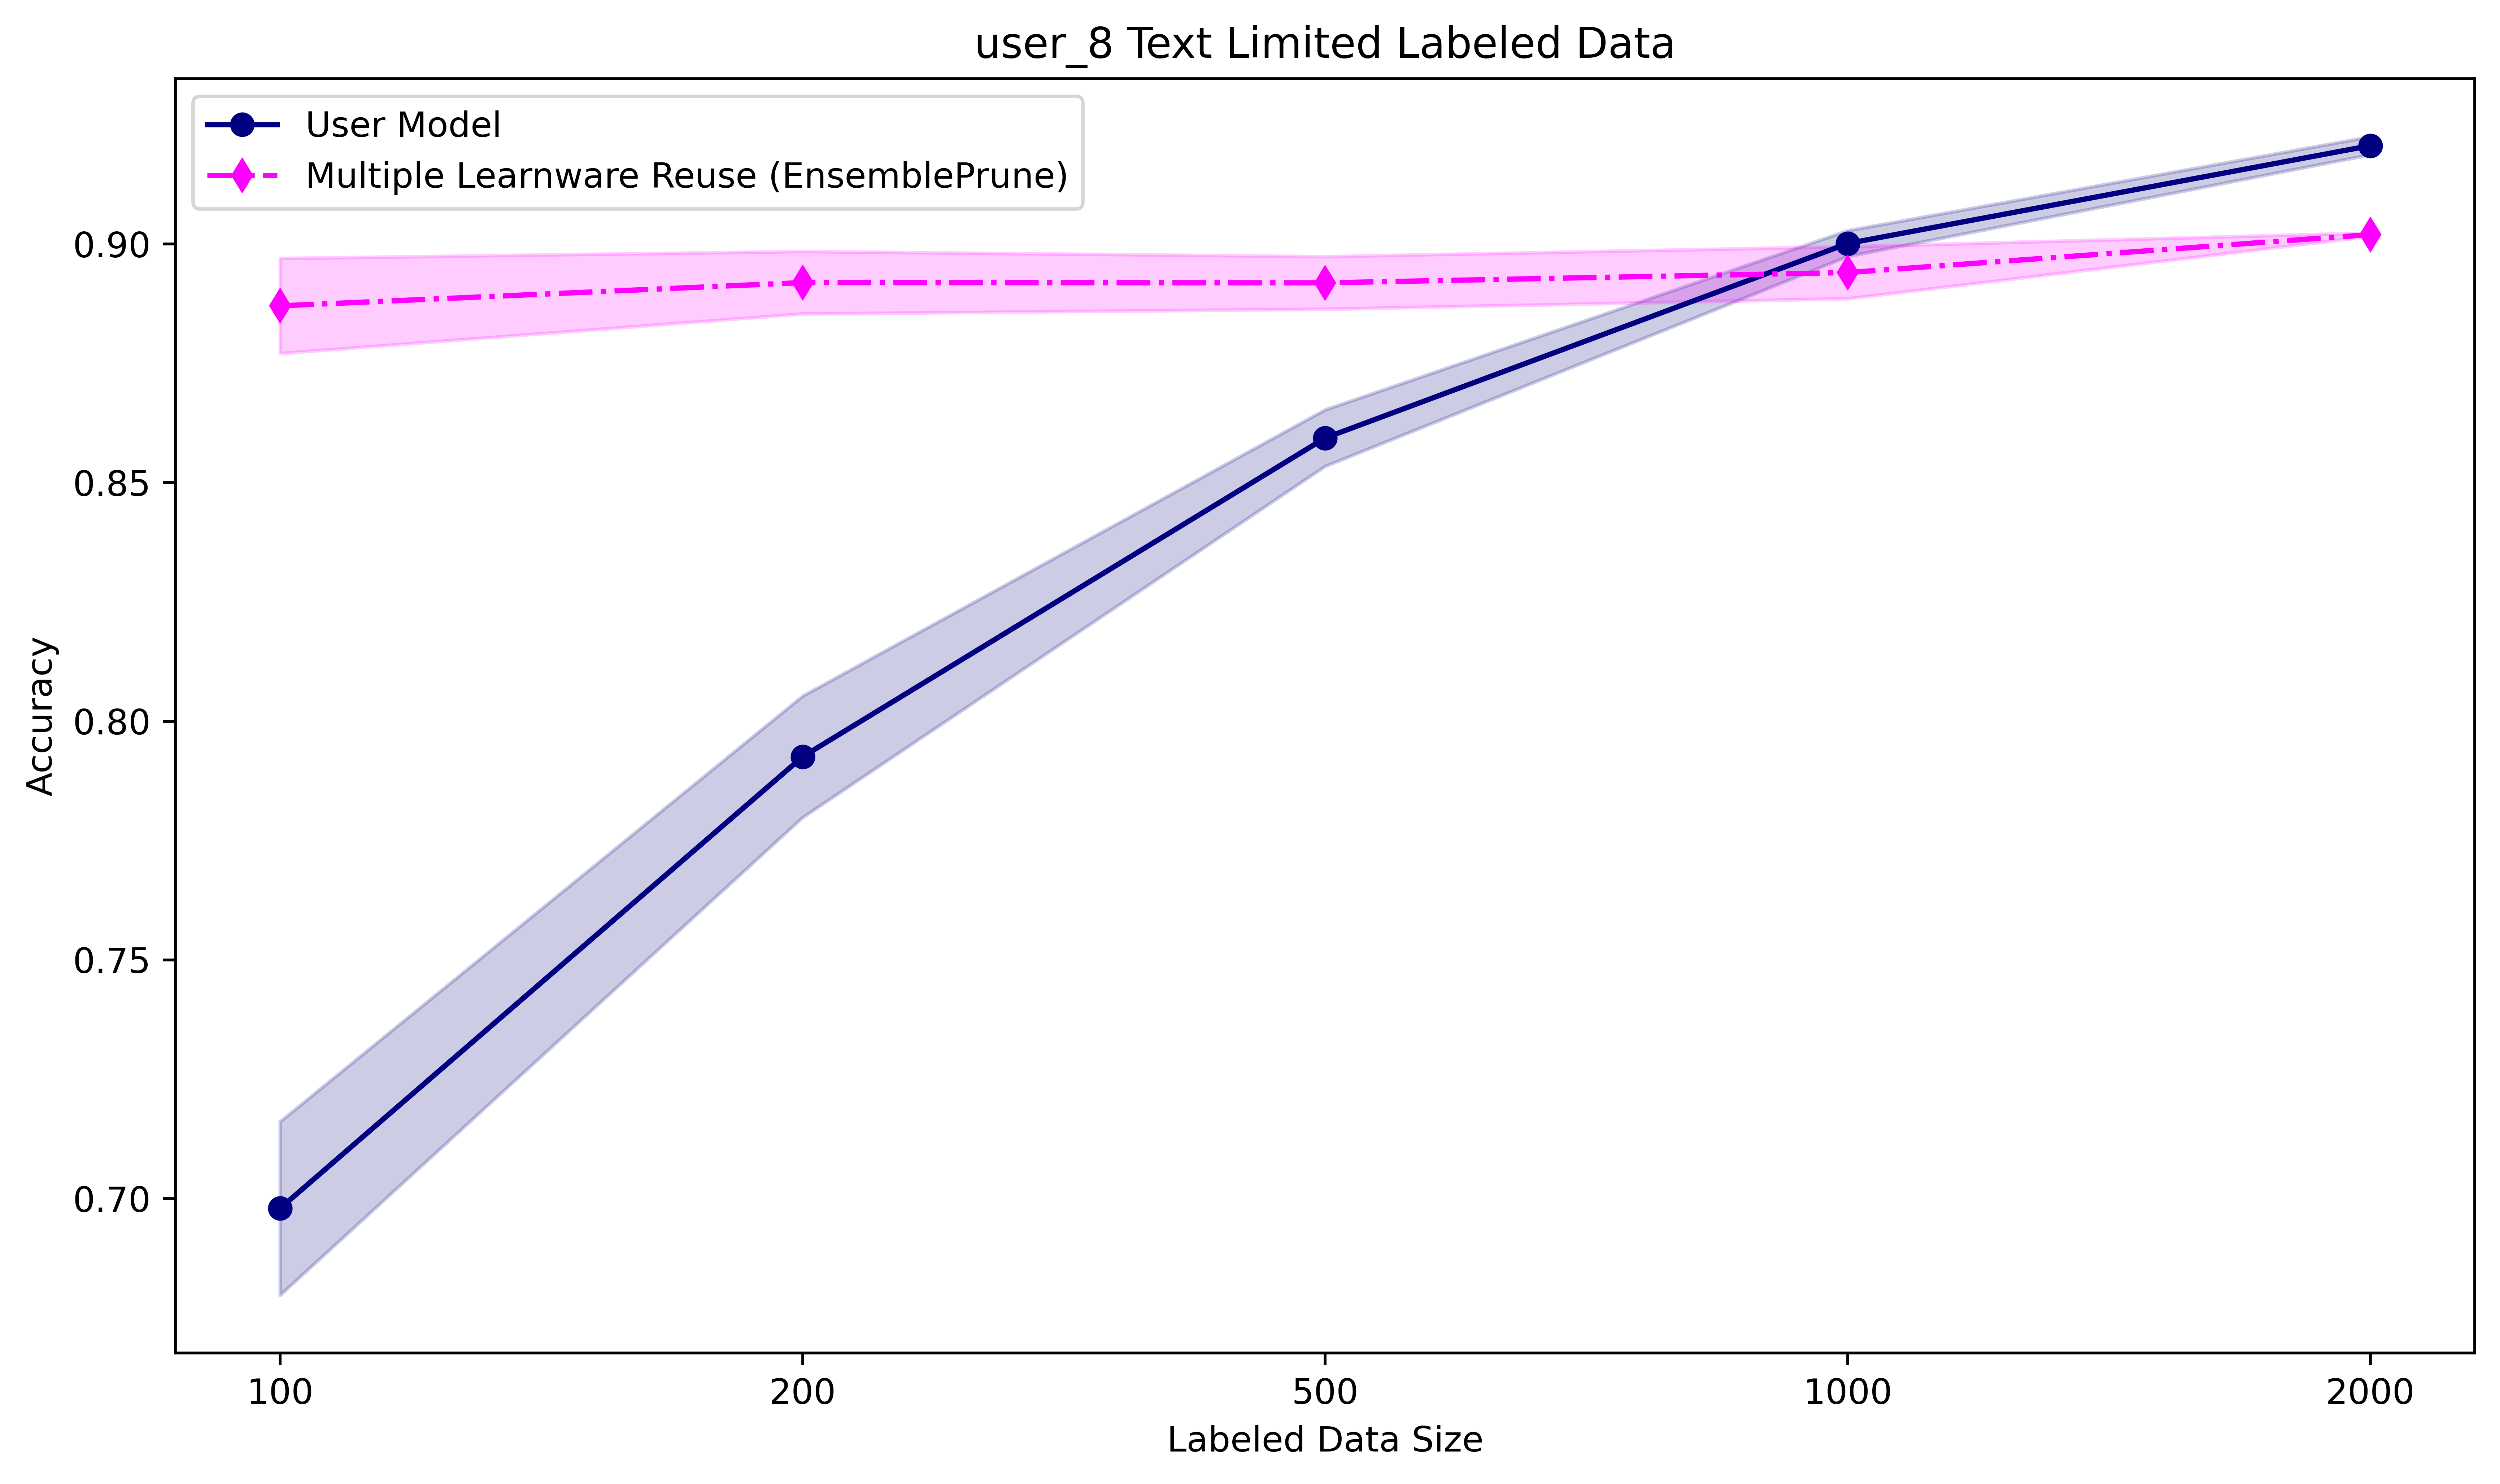 user_8 Text Limited Labeled Data
User Model
Multiple Learnware Reuse (EnsemblePrune)
0.90
0.85
0.80
0.75
0.70
Accuracy
100 200 500 1000 2000
Labeled Data Size